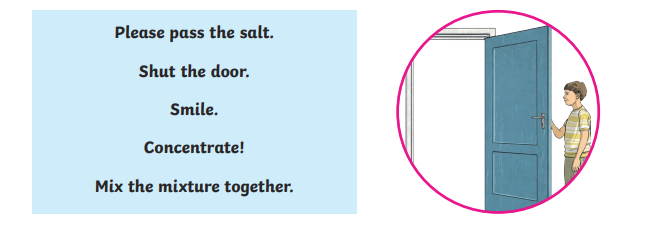 Please pass the salt.
Shut the door.
Smile.
Concentrate!
Mix the mixture together.